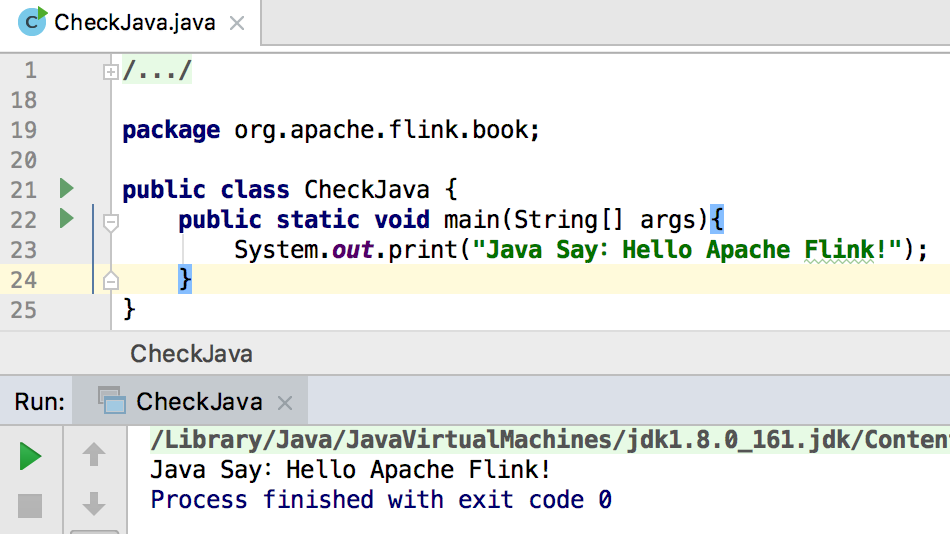 CheckJava.java
1 /.../
18
19 package org.apache.flink.book;
20
21 public class CheckJava {
22 public static void main(String[] args){
23 System.out.print("Java Say: Hello Apache Flink!");
24 }
25 }
CheckJava
Run: CheckJava
/Library/Java/JavaVirtualMachines/jdk1.8.0_161.jdk/Conten
Java Say: Hello Apache Flink!
Process finished with exit code 0